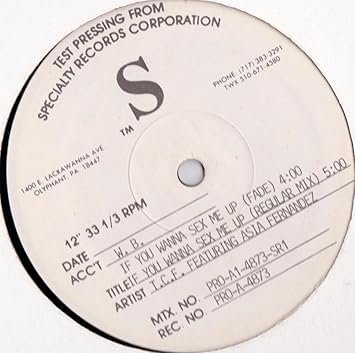 TEST PRESSING FROM
SPECIALTY RECORDS CORPORATION
S
TM
PHONE (717) 383-3291
TWX 510-671-4580
1400 E. LACKAWANNA AVE
OLYPHANT, PA. 18447
12" 33 1/3 RPM
DATE
ACC'T W.B.
IF YOU WANNA SEX ME UP (FADE) 4:00
TITLE IF YOU WANNA SEX ME UP (REGULAR MIX) 5:00
ARTIST I.C.E. FEATURING ASIA FERNANDEZ
MTX. NO. PRO-A1-4873-SR1
REC. NO. PRO-A-4873